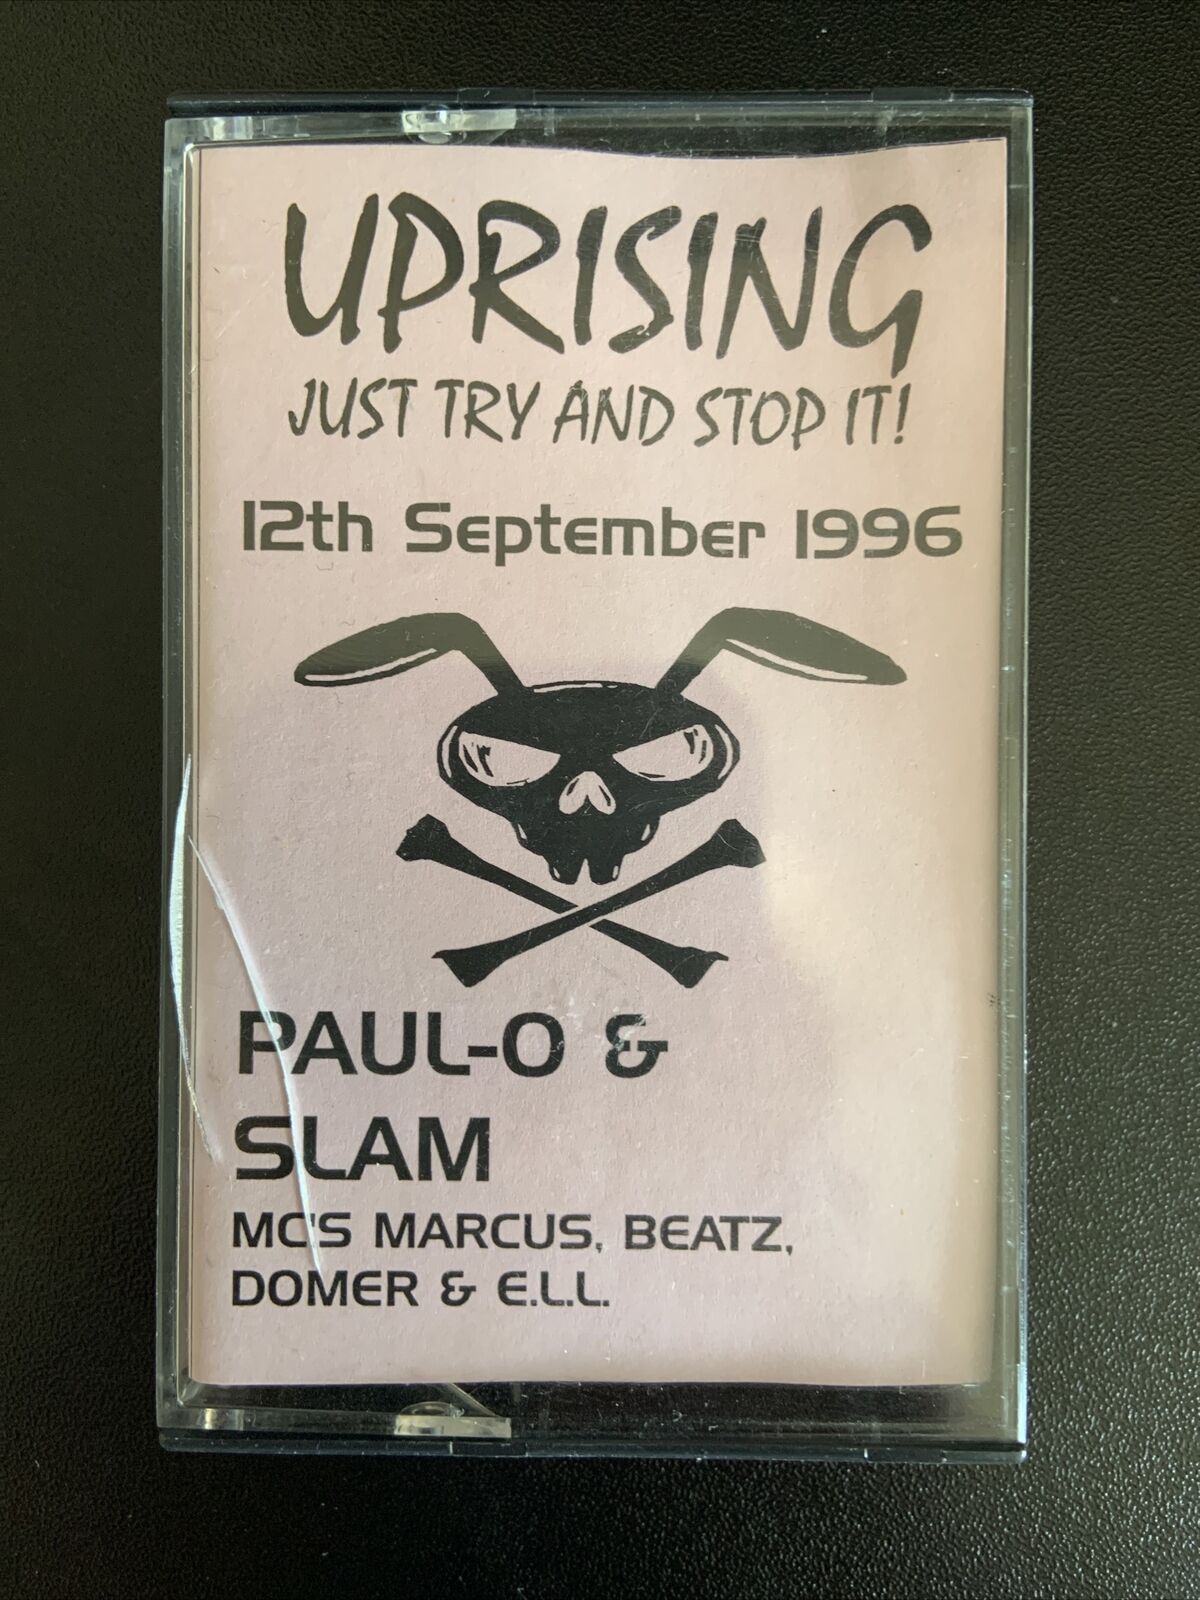 UPRISING
JUST TRY AND STOP IT!
12th September 1996
PAUL-O &
SLAM
MC'S MARCUS, BEATZ,
DOMER & E.L.L.